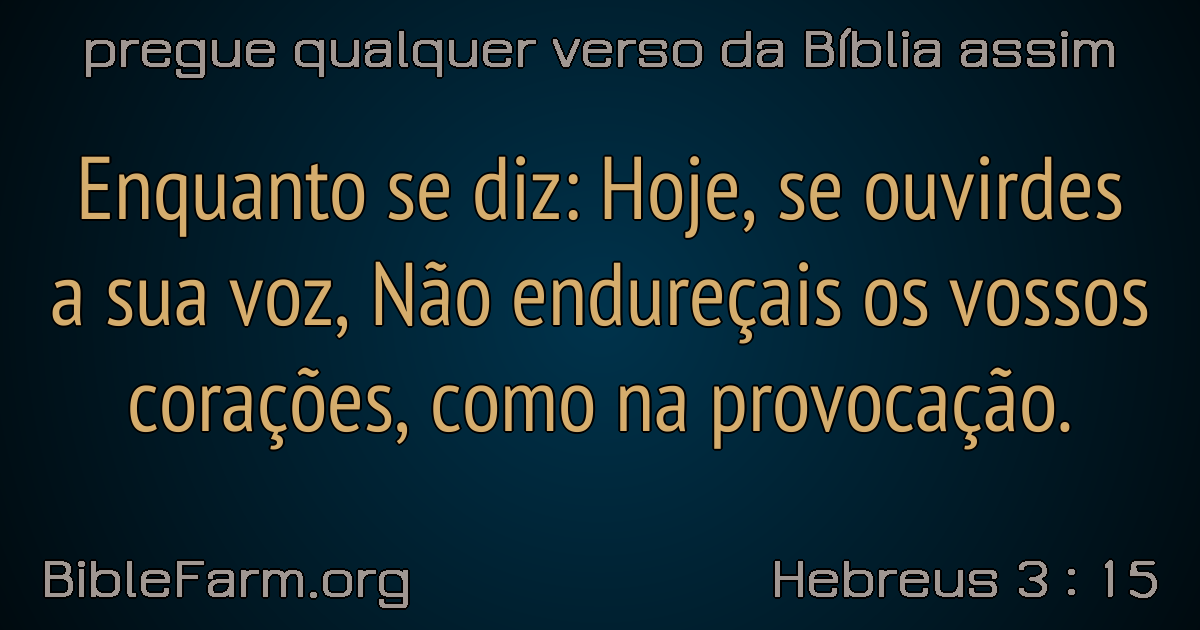 pregue qualquer verso da Bíblia assim
Enquanto se diz: Hoje, se ouvirdes
a sua voz, Não endureçais os vossos
corações, como na provocação.
BibleFarm.org
Hebreus 3 : 15